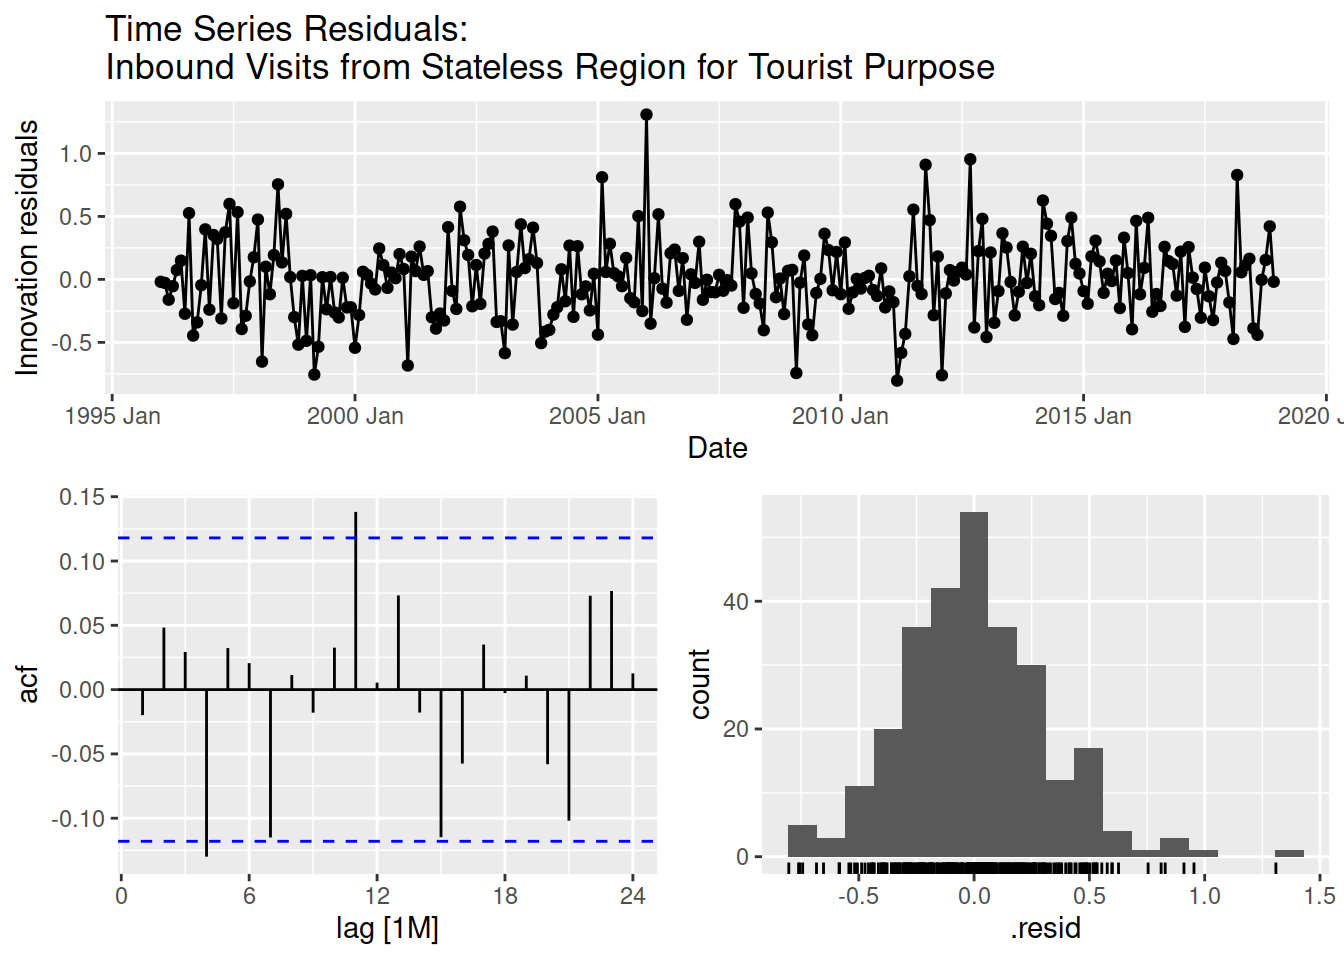 Time Series Residuals:
Inbound Visits from Stateless Region for Tourist Purpose
Innovation residuals
1.0
0.5
0.0
-0.5
1995 Jan 2000 Jan 2005 Jan 2010 Jan 2015 Jan 2020 J
Date
acf
0.15
0.10
0.05
0.00
-0.05
-0.10
0 6 12 18 24
lag [1M]
count
40
20
0
-0.5 0.0 0.5 1.0 1.5
.resid